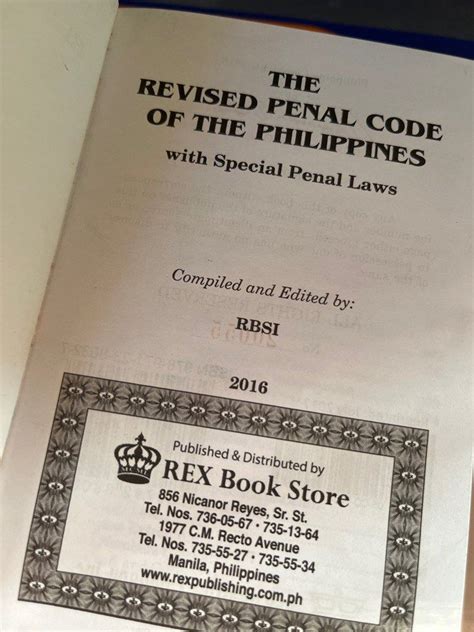 THE
REVISED PENAL CODE
OF THE PHILIPPINES
with Special Penal Laws
Compiled and Edited by:
RBSI
2016
Published & Distributed by
REX Book Store
856 Nicanor Reyes, Sr. St.
Tel. Nos. 736-05-67 • 735-13-64
1977 C.M. Recto Avenue
Tel. Nos. 735-55-27 • 735-55-34
Manila, Philippines
www.rexpublishing.com.ph